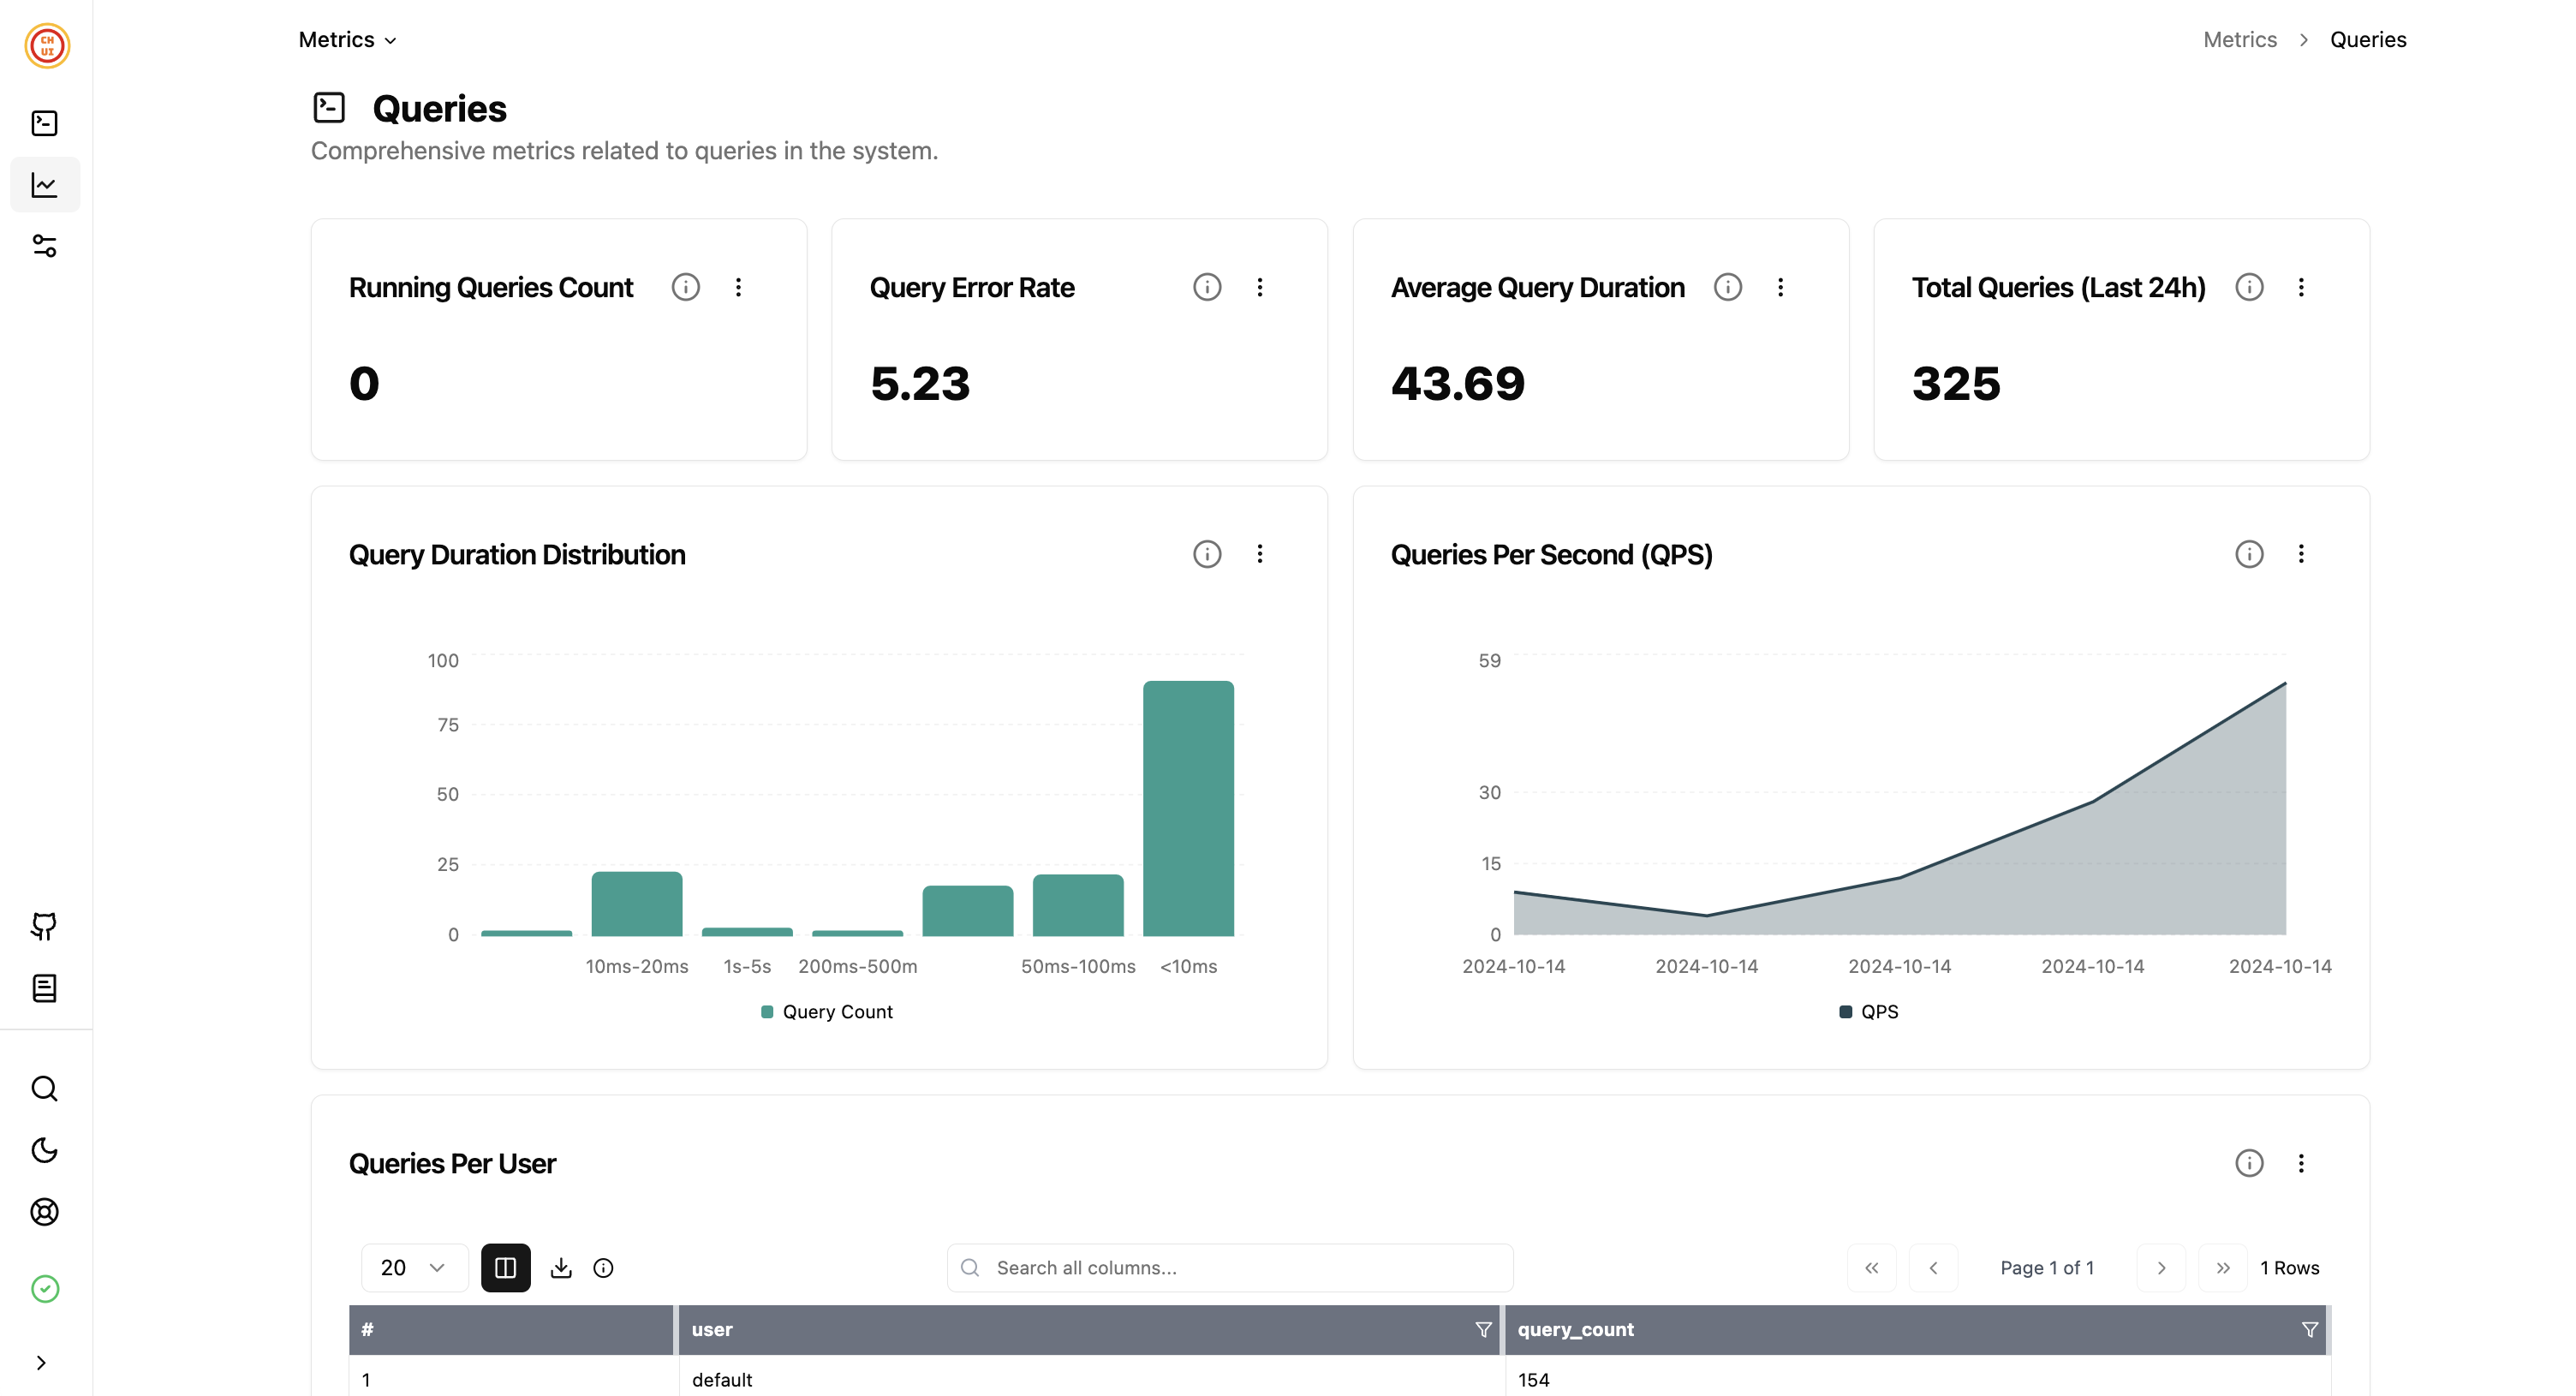 CH
UI
Metrics
Metrics > Queries
Queries
Comprehensive metrics related to queries in the system.
Running Queries Count
0
Query Error Rate
5.23
Average Query Duration
43.69
Total Queries (Last 24h)
325
Query Duration Distribution
100
75
50
25
0
10ms-20ms 1s-5s 200ms-500m 50ms-100ms <10ms
Query Count
Queries Per Second (QPS)
59
30
15
0
2024-10-14 2024-10-14 2024-10-14 2024-10-14 2024-10-14
QPS
Queries Per User
20
Search all columns...
Page 1 of 1
1 Rows
# user query_count
1 default 154